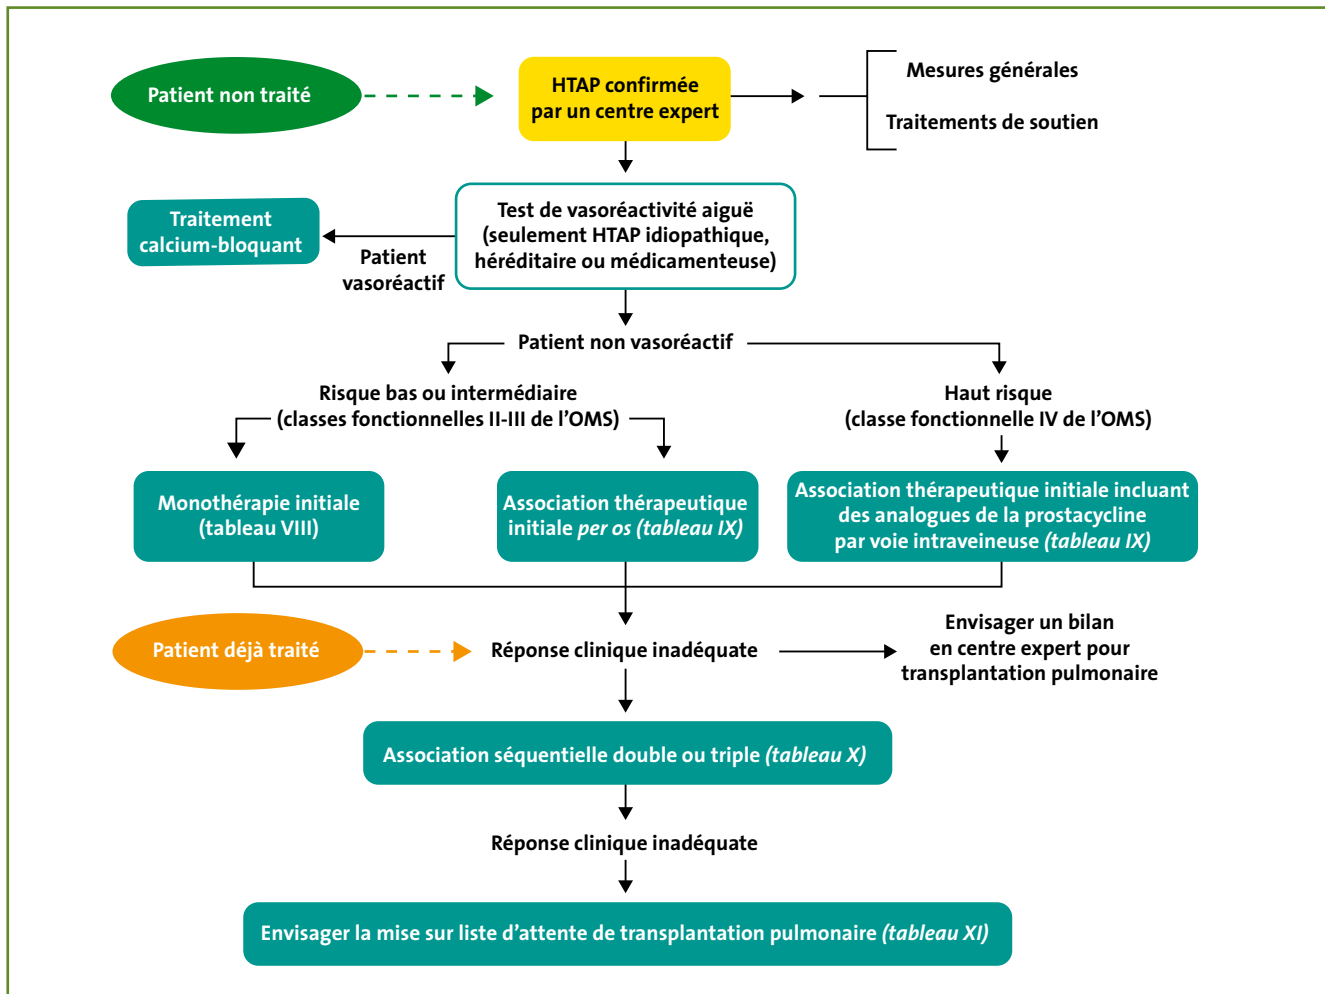 Patient non traité
HTAP confirmée
par un centre expert
Mesures générales
Traitements de soutien
Traitement
calcium-bloquant
Patient
vasoréactif
Test de vasoréactivité aiguë
(seulement HTAP idiopathique,
héréditaire ou médicamenteuse)
Patient non vasoréactif
Risque bas ou intermédiaire
(classes fonctionnelles II-III de l’OMS)
Haut risque
(classe fonctionnelle IV de l’OMS)
Monothérapie initiale
(tableau VIII)
Association thérapeutique
initiale per os (tableau IX)
Association thérapeutique initiale incluant
des analogues de la prostacycline
par voie intraveineuse (tableau IX)
Patient déjà traité
Réponse clinique inadéquate
Envisager un bilan
en centre expert pour
transplantation pulmonaire
Association séquentielle double ou triple (tableau X)
Réponse clinique inadéquate
Envisager la mise sur liste d’attente de transplantation pulmonaire (tableau XI)